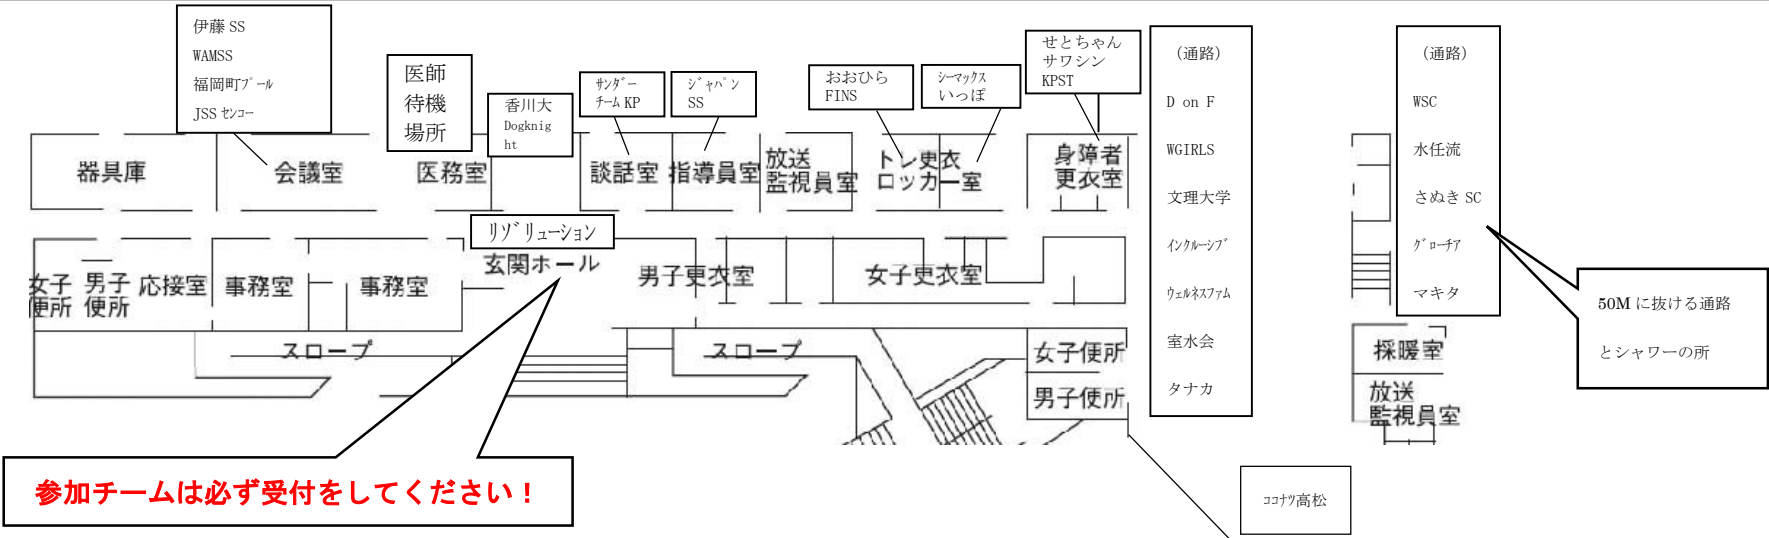 伊藤 SS
WAMSS
福岡町ﾌﾟｰﾙ
JSS ｾﾝｺｰ
医師
待機
場所
香川大
Dogknig
ht
ｻﾝﾀﾞｰ
ﾁｰﾑ KP
ｼﾞｬﾊﾟﾝ
SS
おおひら
FINS
ｼｰﾏｯｸｽ
いっぽ
せとちゃん
サワシン
KPST
（通路）
D on F
WGIRLS
文理大学
ｲﾝｸﾙｰｼﾌﾞ
ｳｪﾙﾈｽﾌｧﾑ
室水会
タナカ
（通路）
WSC
水任流
さぬき SC
ｸﾞﾛｰﾁｱ
マキタ
50M に抜ける通路
とシャワーの所
器具庫
会議室
医務室
談話室
指導員室
放送
監視員室
トレ更衣
ロッカー室
身障者
更衣室
ﾘｿﾞﾘｭｰｼｮﾝ
玄関ホール
女子
便所
男子
便所
応接室
事務室
事務室
男子更衣室
女子更衣室
スロープ
スロープ
女子便所
男子便所
採暖室
放送
監視員室
参加チームは必ず受付をしてください！
ｺｺﾅﾂ高松